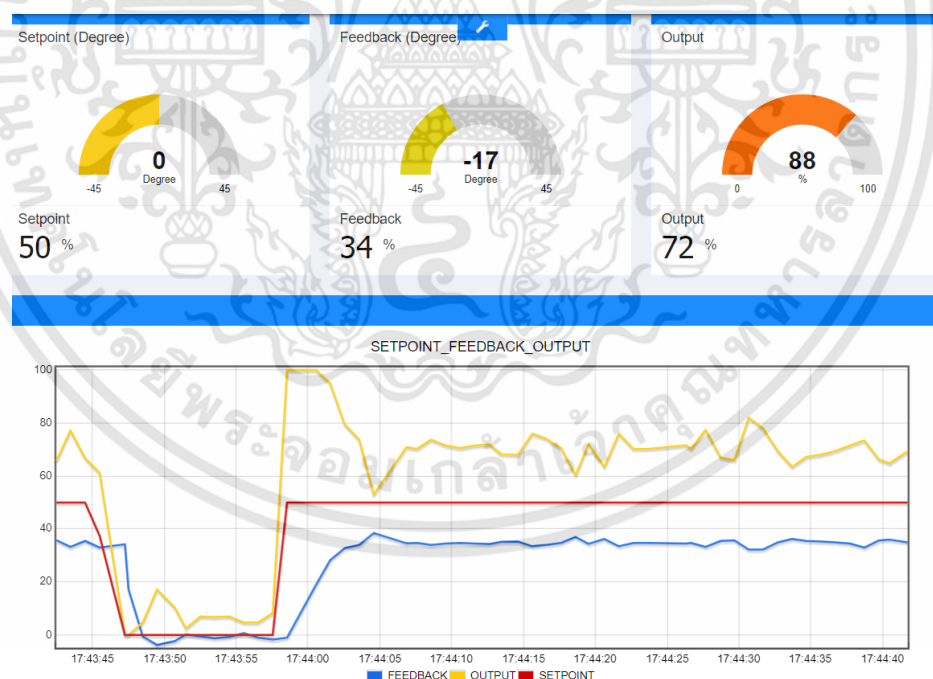 Setpoint (Degree)
Feedback (Degree)
Output
0
Degree
-45
45
-17
Degree
-45
45
88
%
0
100
Setpoint
50 %
Feedback
34 %
Output
72 %
SETPOINT_FEEDBACK_OUTPUT
100
80
60
40
20
0
17:43:45 17:43:50 17:43:55 17:44:00 17:44:05 17:44:10 17:44:15 17:44:20 17:44:25 17:44:30 17:44:35 17:44:40
FEEDBACK OUTPUT SETPOINT